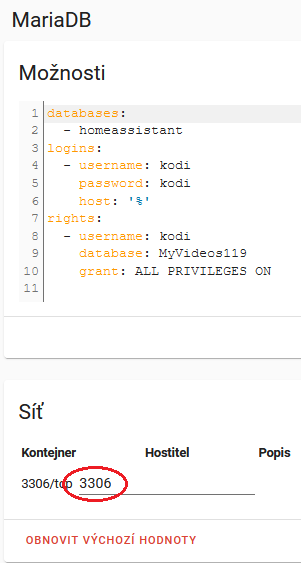 MariaDB
Možnosti
1 databases:
2   - homeassistant
3 logins:
4   - username: kodi
5     password: kodi
6     host: '%'
7 rights:
8   - username: kodi
9     database: MyVideos119
10     grant: ALL PRIVILEGES ON
11
Síť
Kontejner Hostitel Popis
3306/tcp 3306
OBNOVIT VÝCHOZÍ HODNOTY